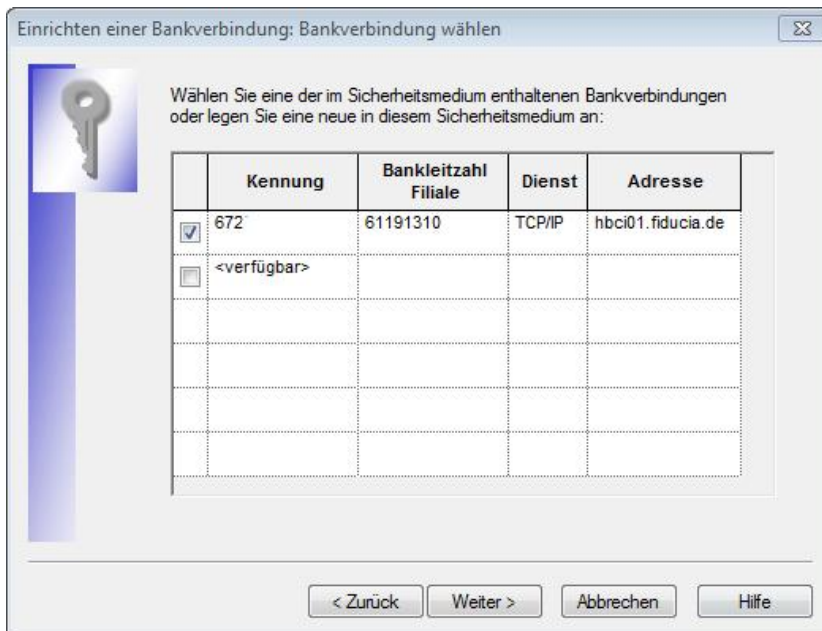 Einrichten einer Bankverbindung: Bankverbindung wählen
Wählen Sie eine der im Sicherheitsmedium enthaltenen Bankverbindungen
oder legen Sie eine neue in diesem Sicherheitsmedium an:
Kennung Bankleitzahl Filiale Dienst Adresse
672 61191310 TCP/IP hbci01.fiducia.de
<verfügbar>
< Zurück Weiter > Abbrechen Hilfe